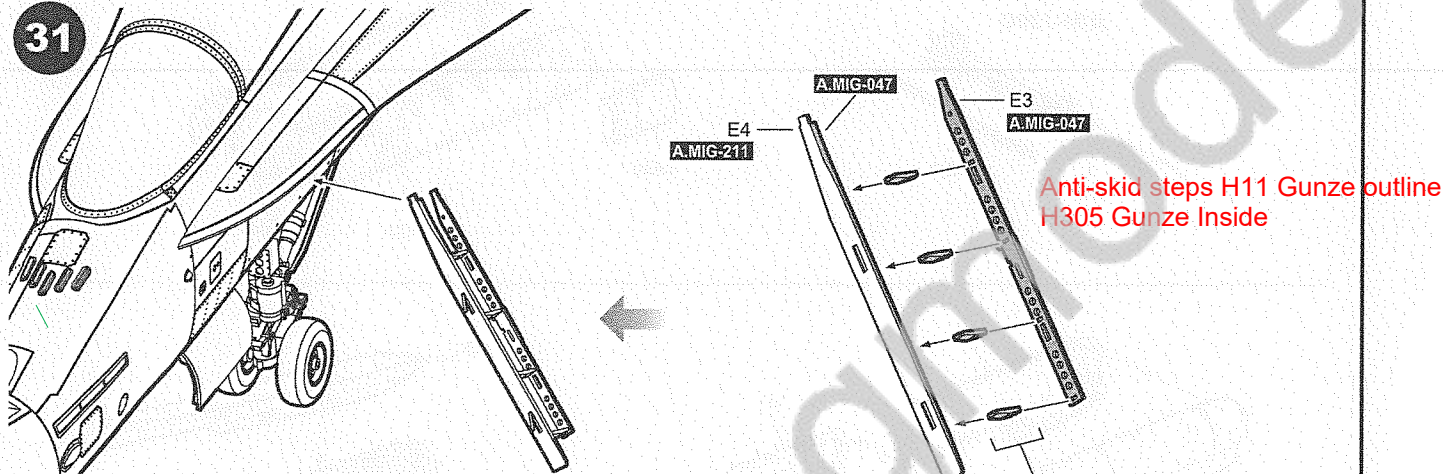 31
A.MIG-047
E3
E4
A.MIG-047
A.MIG-211
Anti-skid steps H11 Gunze outline
H305 Gunze Inside